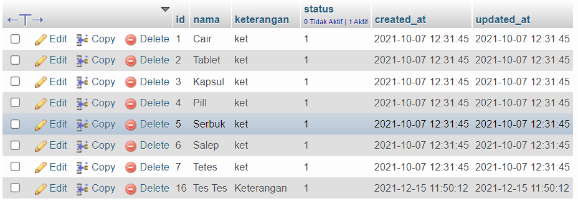 id nama keterangan status created_at updated_at
0 Tidak Aktif | 1 Aktif
Edit Copy Delete 1 Cair ket 1 2021-10-07 12:31:45 2021-10-07 12:31:45
Edit Copy Delete 2 Tablet ket 1 2021-10-07 12:31:45 2021-10-07 12:31:45
Edit Copy Delete 3 Kapsul ket 1 2021-10-07 12:31:45 2021-10-07 12:31:45
Edit Copy Delete 4 Pill ket 1 2021-10-07 12:31:45 2021-10-07 12:31:45
Edit Copy Delete 5 Serbuk ket 1 2021-10-07 12:31:45 2021-10-07 12:31:45
Edit Copy Delete 6 Salep ket 1 2021-10-07 12:31:45 2021-10-07 12:31:45
Edit Copy Delete 7 Tetes ket 1 2021-10-07 12:31:45 2021-10-07 12:31:45
Edit Copy Delete 16 Tes Tes Keterangan 1 2021-12-15 11:50:12 2021-12-15 11:50:12